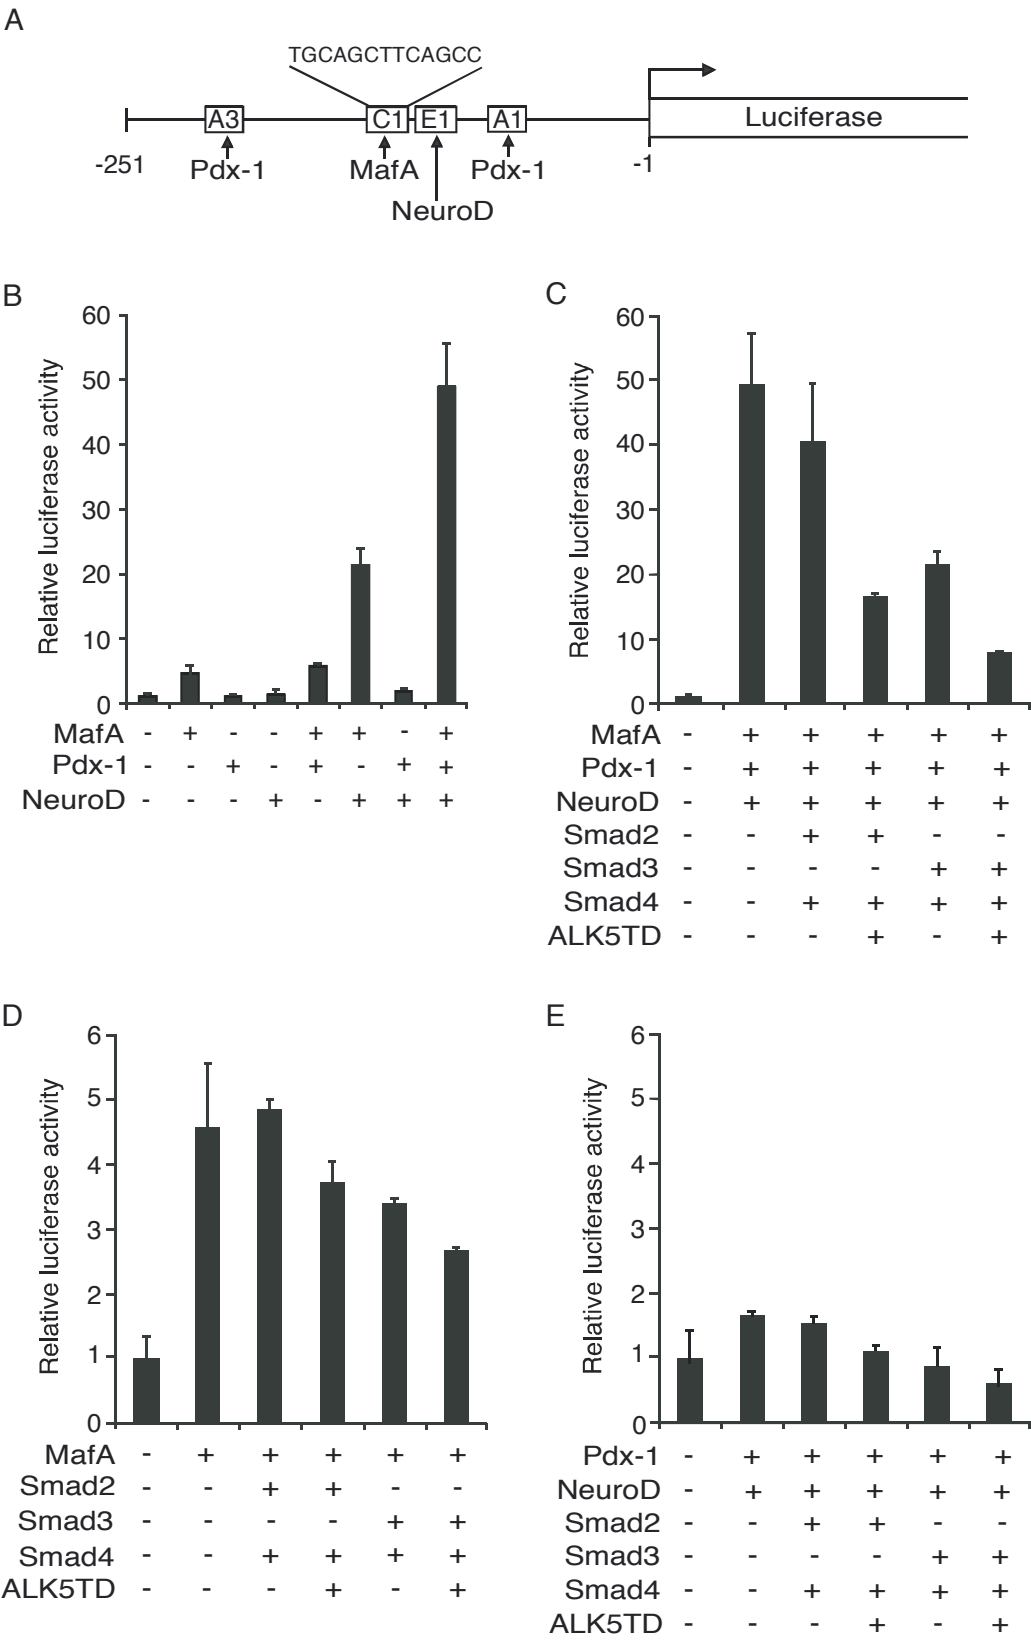 A
TGCAGCTTCAGCC
A3 C1 E1 A1 Luciferase
-251 Pdx-1 MafA Pdx-1 -1
NeuroD
B
Relative luciferase activity
60
50
40
30
20
10
0
MafA - + - - + + - +
Pdx-1 - - + - + - + +
NeuroD - - - + - + + +
C
Relative luciferase activity
60
50
40
30
20
10
0
MafA - + + + + +
Pdx-1 - + + + + +
NeuroD - + + + + +
Smad2 - - + + - -
Smad3 - - - - + +
Smad4 - - + + + +
ALK5TD - - - + - +
D
Relative luciferase activity
6
5
4
3
2
1
0
MafA - + + + + +
Smad2 - - + + - -
Smad3 - - - - + +
Smad4 - - + + + +
ALK5TD - - - + - +
E
Relative luciferase activity
6
5
4
3
2
1
0
Pdx-1 - + + + + +
NeuroD - + + + + +
Smad2 - - + + - -
Smad3 - - - - + +
Smad4 - - + + + +
ALK5TD - - - + - +